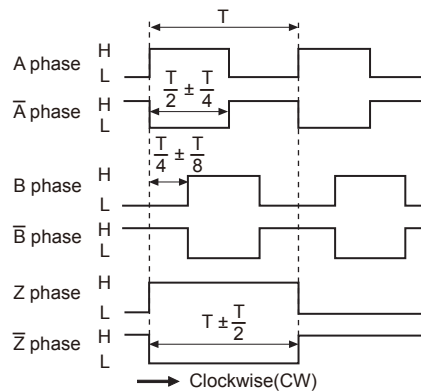 T
A phase H
L
A̅ phase H
L
T/2 ± T/4
T/4 ± T/8
B phase H
L
B̅ phase H
L
Z phase H
L
Z̅ phase H
L
T ± T/2
Clockwise(CW)